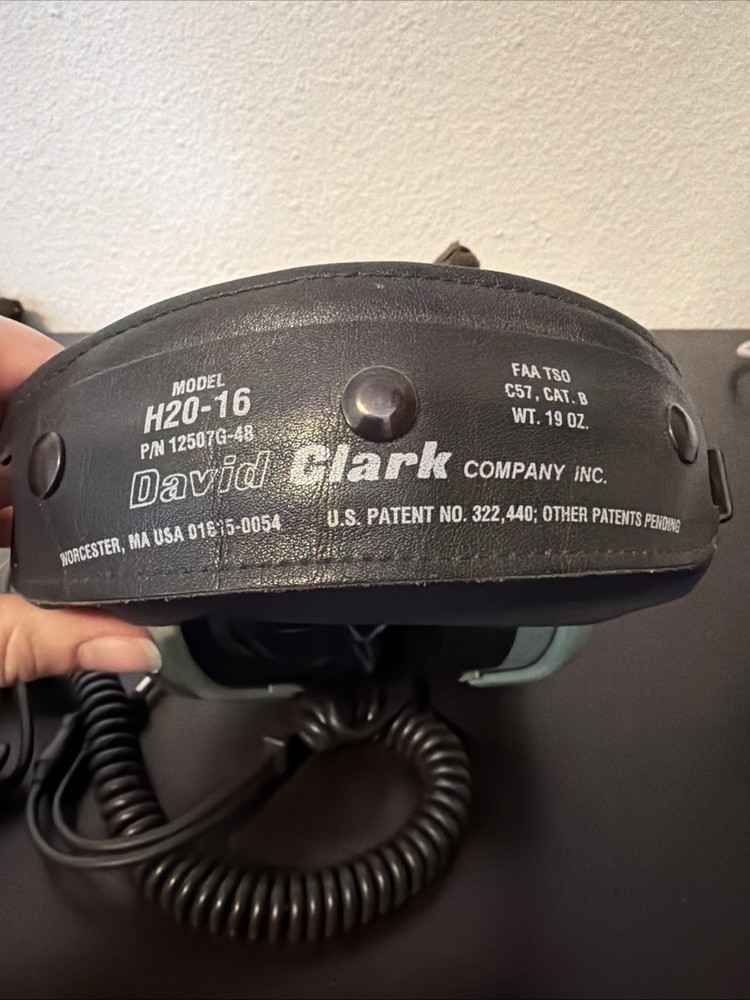 MODEL
H20-16
P/N 12507G-48
FAA TSO
C57, CAT. B
WT. 19 OZ.
David Clark COMPANY INC.
WORCESTER, MA USA 01615-0054
U.S. PATENT NO. 322,440; OTHER PATENTS PENDING